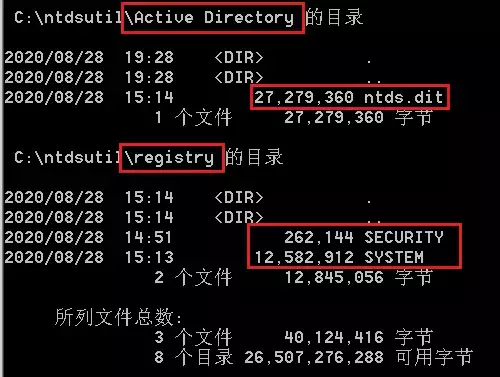 C:\ntdsutil\Active Directory 的目录
2020/08/28 19:28 <DIR> .
2020/08/28 19:28 <DIR> ..
2020/08/28 15:14 27,279,360 ntds.dit
1 个文件 27,279,360 字节
C:\ntdsutil\registry 的目录
2020/08/28 15:14 <DIR> .
2020/08/28 15:14 <DIR> ..
2020/08/28 14:51 262,144 SECURITY
2020/08/28 15:13 12,582,912 SYSTEM
2 个文件 12,845,056 字节
所列文件总数:
3 个文件 40,124,416 字节
8 个目录 26,507,276,288 可用字节